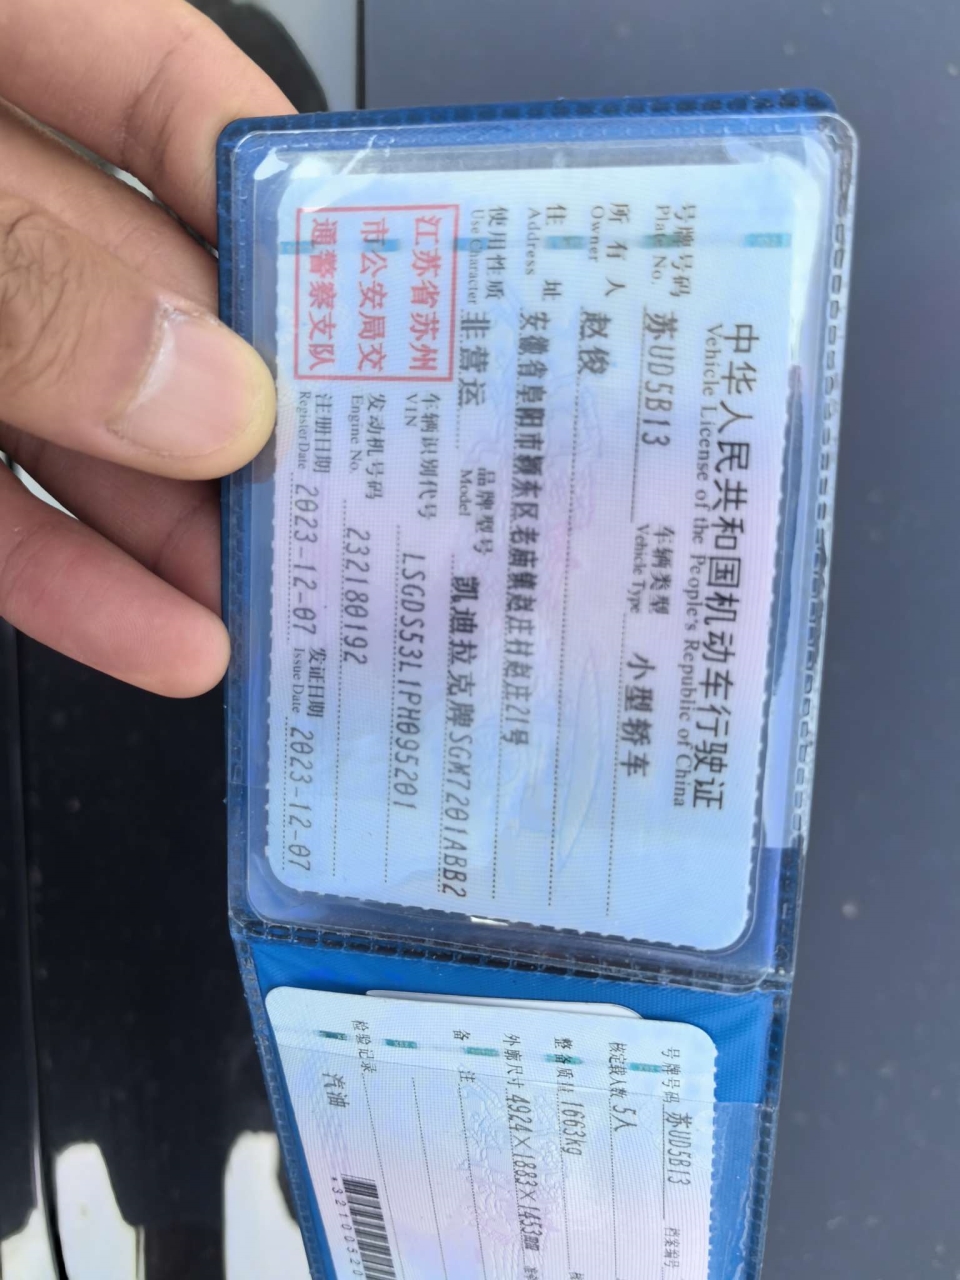 中华人民共和国机动车行驶证
Vehicle License of the People's Republic of China
号牌号码 苏UD5B13 车辆类型 小型轿车
Plate No. Vehicle Type
所有人 赵俊
Owner
住址 安徽省阜阳市颍东区老庙镇赵庄村赵庄21号
Address
使用性质 非营运 品牌型号 凯迪拉克牌SGM7201ABB2
Use Character Model
江苏省苏州
市公安局交
通警察支队
车辆识别代号 LSGDS53L1PH095201
VIN
发动机号码 232180192
Engine No.
注册日期 2023-12-07 发证日期 2023-12-07
Register Date Issue Date
号牌号码 苏UD5B13 档案编号
核定载人数 5人
整备质量 1663kg
外廓尺寸 4924×1883×1453mm
备注
检验记录
汽油
*32100520